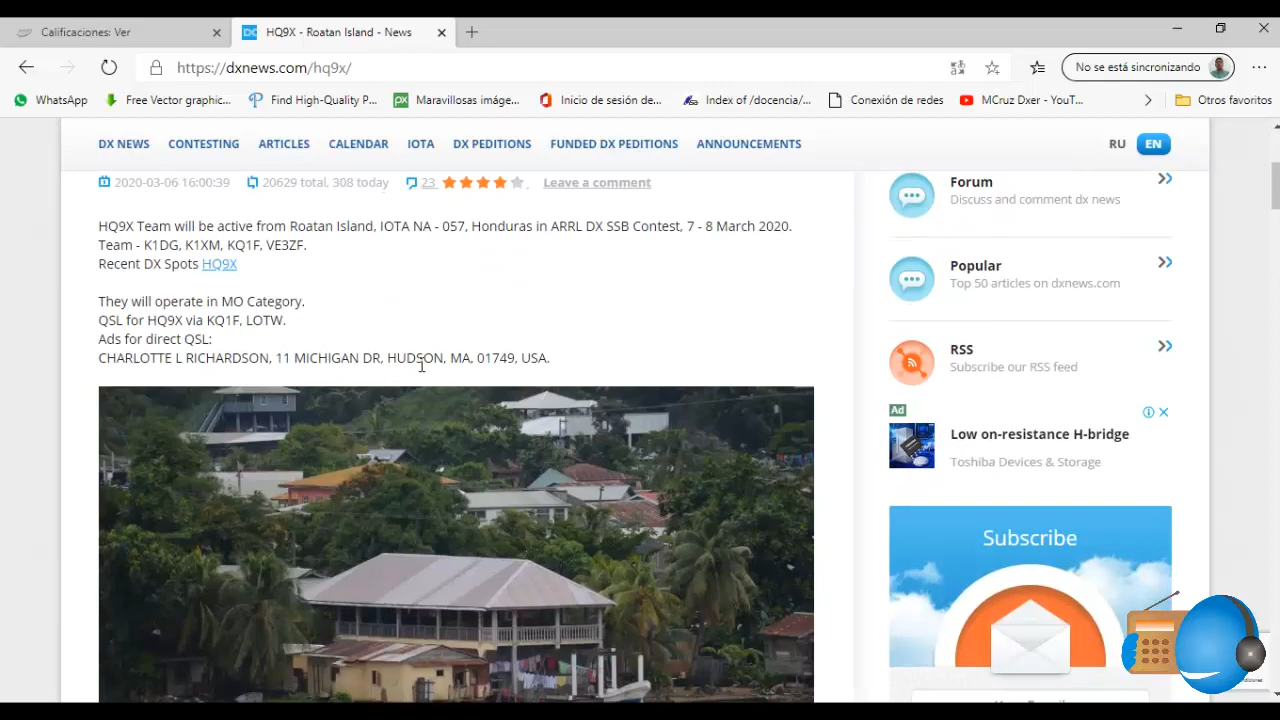 Calificaciones: Ver
HQ9X - Roatan Island - News
https://dxnews.com/hq9x/
No se está sincronizando
WhatsApp
Free Vector graphic...
Find High-Quality P...
Maravillosas imáge...
Inicio de sesión de...
Index of /docencia/...
Conexión de redes
MCruz Dxer - YouT...
Otros favoritos
DX NEWS CONTESTING ARTICLES CALENDAR IOTA DX PEDITIONS FUNDED DX PEDITIONS ANNOUNCEMENTS
RU EN
2020-03-06 16:00:39 20629 total, 308 today 23 Leave a comment
HQ9X Team will be active from Roatan Island, IOTA NA - 057, Honduras in ARRL DX SSB Contest, 7 - 8 March 2020.
Team - K1DG, K1XM, KQ1F, VE3ZF.
Recent DX Spots HQ9X
They will operate in MO Category.
QSL for HQ9X via KQ1F, LOTW.
Ads for direct QSL:
CHARLOTTE L RICHARDSON, 11 MICHIGAN DR, HUDSON, MA, 01749, USA.
Forum
Discuss and comment dx news
Popular
Top 50 articles on dxnews.com
RSS
Subscribe our RSS feed
Ad
Low on-resistance H-bridge
Toshiba Devices & Storage
Subscribe